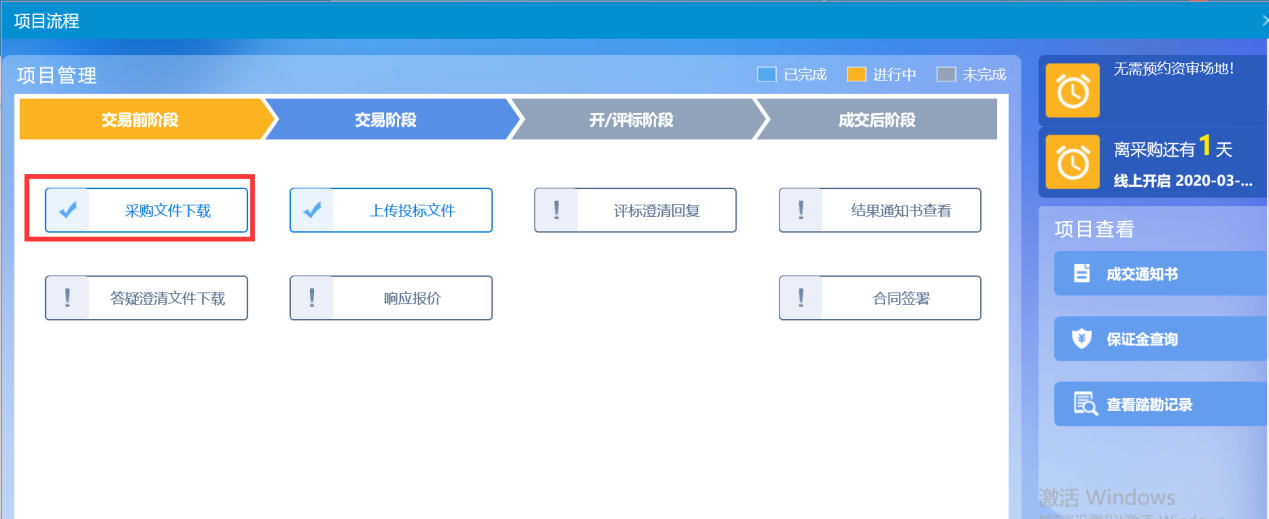 项目流程
项目管理
已完成 进行中 未完成
交易前阶段 交易阶段 开/评标阶段 成交后阶段
采购文件下载 上传投标文件 ! 评标澄清回复 ! 结果通知书查看
! 答疑澄清文件下载 ! 响应报价 ! 合同签署
无需预约资审场地!
离采购还有1天
线上开启 2020-03-...
项目查看
成交通知书
保证金查询
查看踏勘记录
激活 Windows